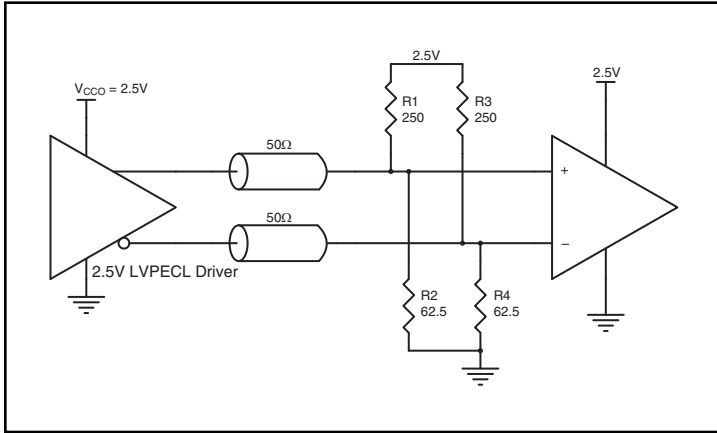 2.5V
V_CCO = 2.5V
2.5V
R1
250
R3
250
50Ω
+
50Ω
–
2.5V LVPECL Driver
R2
62.5
R4
62.5